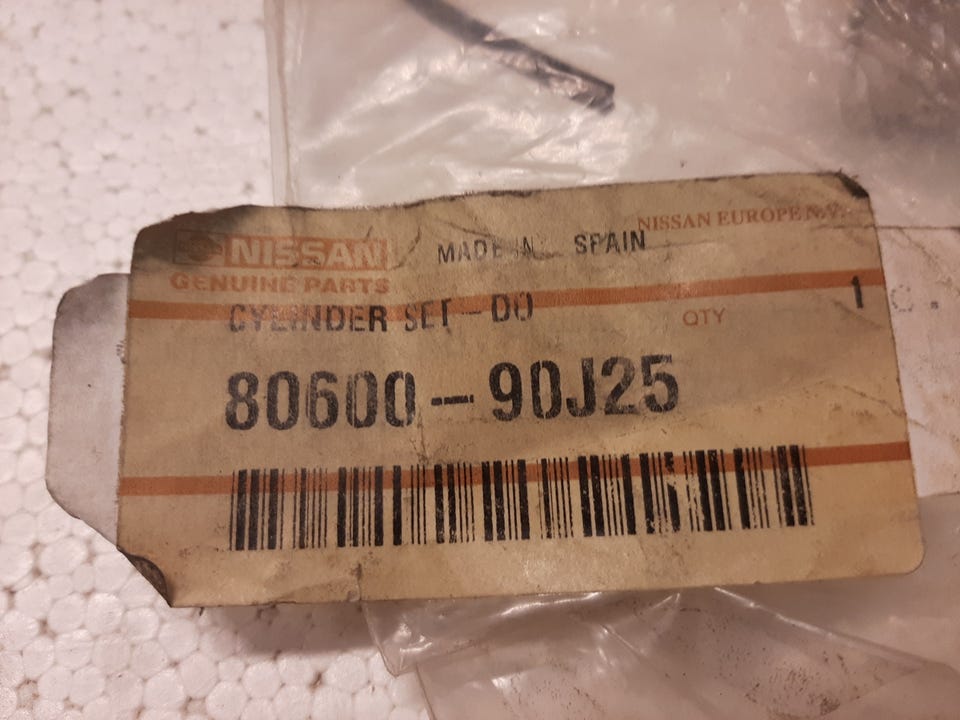 NISSAN EUROPE N.V.
NISSAN MADE IN SPAIN
GENUINE PARTS
CYLINDER SET-DO
QTY 1
80600-90J25